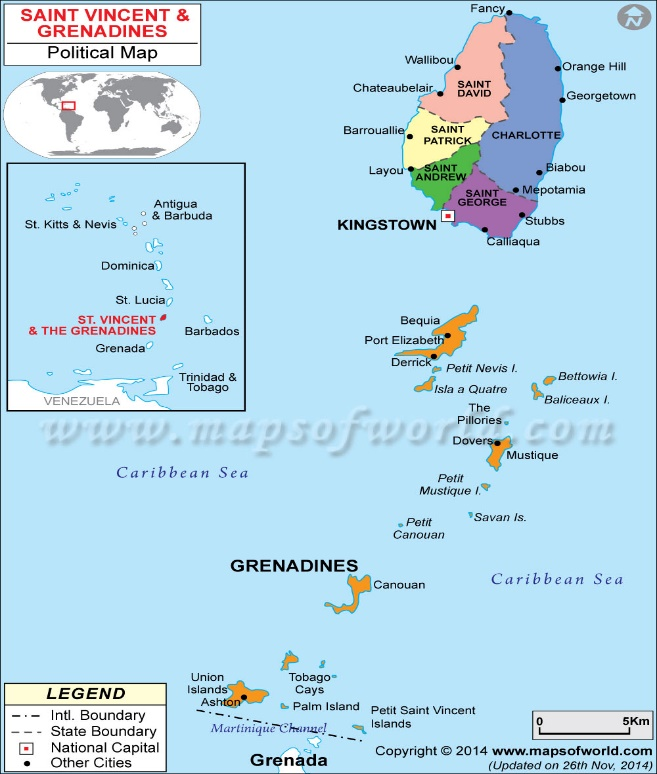 SAINT VINCENT &
GRENADINES
Political Map
Fancy
Wallibou
Orange Hill
Chateaubelair
SAINT
DAVID
Georgetown
Barrouallie
SAINT
PATRICK
CHARLOTTE
Layou
SAINT
ANDREW
Biabou
SAINT
GEORGE
Mepotamia
KINGSTOWN
Stubbs
Calliaqua
Antigua
& Barbuda
St. Kitts & Nevis
Dominica
St. Lucia
ST. VINCENT
& THE GRENADINES
Barbados
Grenada
Trinidad &
Tobago
VENEZUELA
Bequia
Port Elizabeth
Derrick
Petit Nevis I.
Isla a Quatre
Bettowia I.
Baliceaux I.
The
Pillories
www.mapsofworld.com
Dovers
Mustique
Caribbean Sea
Petit
Mustique I.
Savan Is.
Petit
Canouan
GRENADINES
Canouan
Caribbean Sea
Union
Islands
Ashton
Tobago
Cays
Palm Island
Petit Saint Vincent
Islands
Martinique Channel
Grenada
LEGEND
Intl. Boundary
State Boundary
National Capital
Other Cities
0 5Km
Copyright © 2014 www.mapsofworld.com
(Updated on 26th Nov, 2014)